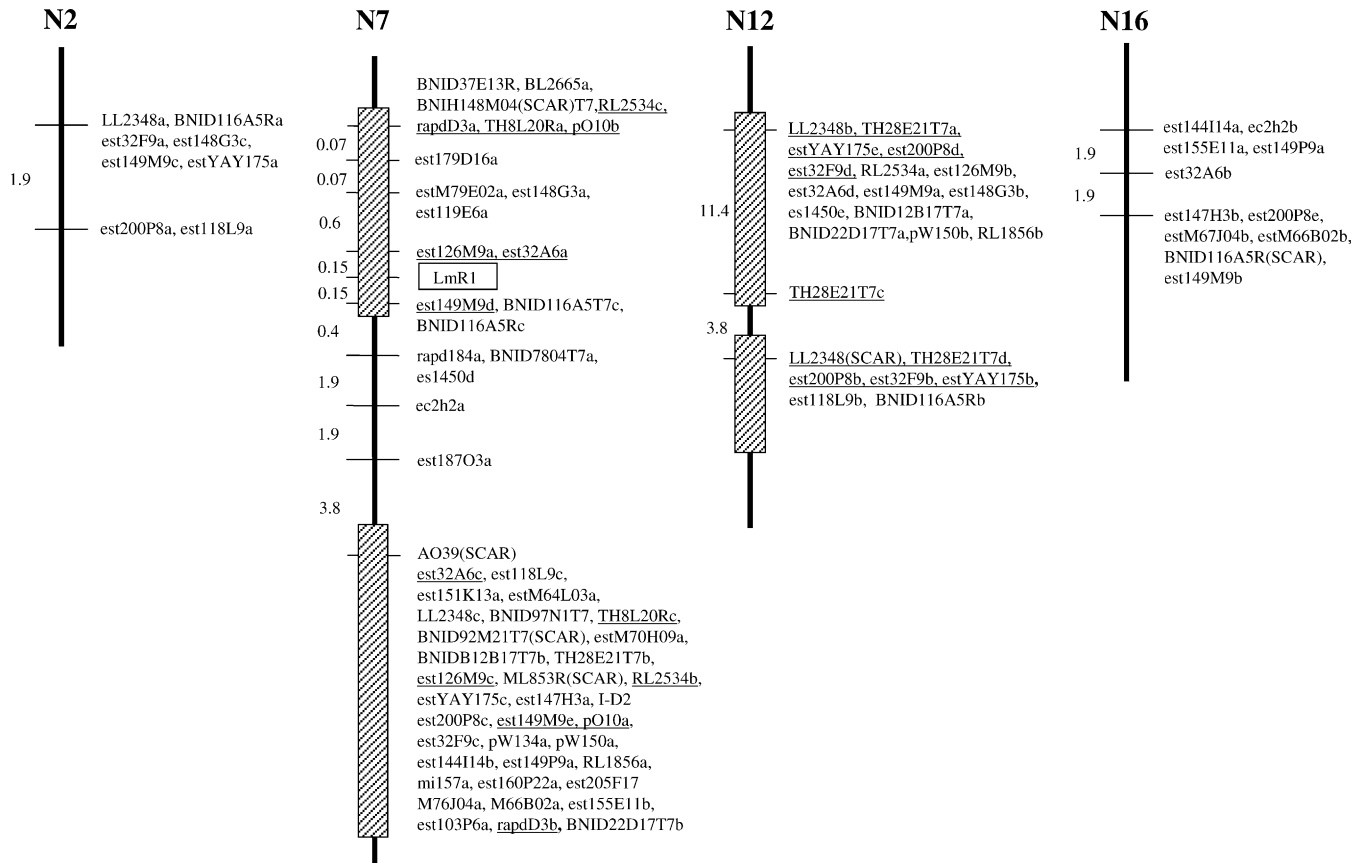 N2
1.9
LL2348a, BNID116A5Ra
est32F9a, est148G3c,
est149M9c, estYAY175a
est200P8a, est118L9a
N7
0.07
0.07
0.6
0.15
0.15
0.4
1.9
1.9
3.8
BNID37E13R, BL2665a,
BNIH148M04(SCAR)T7,RL2534c,
rapdD3a, TH8L20Ra, pO10b
est179D16a
estM79E02a, est148G3a,
est119E6a
est126M9a, est32A6a
LmR1
est149M9d, BNID116A5T7c,
BNID116A5Rc
rapd184a, BNID7804T7a,
es1450d
ec2h2a
est187O3a
AO39(SCAR)
est32A6c, est118L9c,
est151K13a, estM64L03a,
LL2348c, BNID97N1T7, TH8L20Rc,
BNID92M21T7(SCAR), estM70H09a,
BNIDB12B17T7b, TH28E21T7b,
est126M9c, ML853R(SCAR), RL2534b,
estYAY175c, est147H3a, I-D2
est200P8c, est149M9e, pO10a,
est32F9c, pW134a, pW150a,
est144I14b, est149P9a, RL1856a,
mi157a, est160P22a, est205F17
M76J04a, M66B02a, est155E11b,
est103P6a, rapdD3b, BNID22D17T7b
N12
11.4
3.8
LL2348b, TH28E21T7a,
estYAY175e, est200P8d,
est32F9d, RL2534a, est126M9b,
est32A6d, est149M9a, est148G3b,
es1450e, BNID12B17T7a,
BNID22D17T7a,pW150b, RL1856b
TH28E21T7c
LL2348(SCAR), TH28E21T7d,
est200P8b, est32F9b, estYAY175b,
est118L9b, BNID116A5Rb
N16
1.9
1.9
est144I14a, ec2h2b
est155E11a, est149P9a
est32A6b
est147H3b, est200P8e,
estM67J04b, estM66B02b,
BNID116A5R(SCAR),
est149M9b